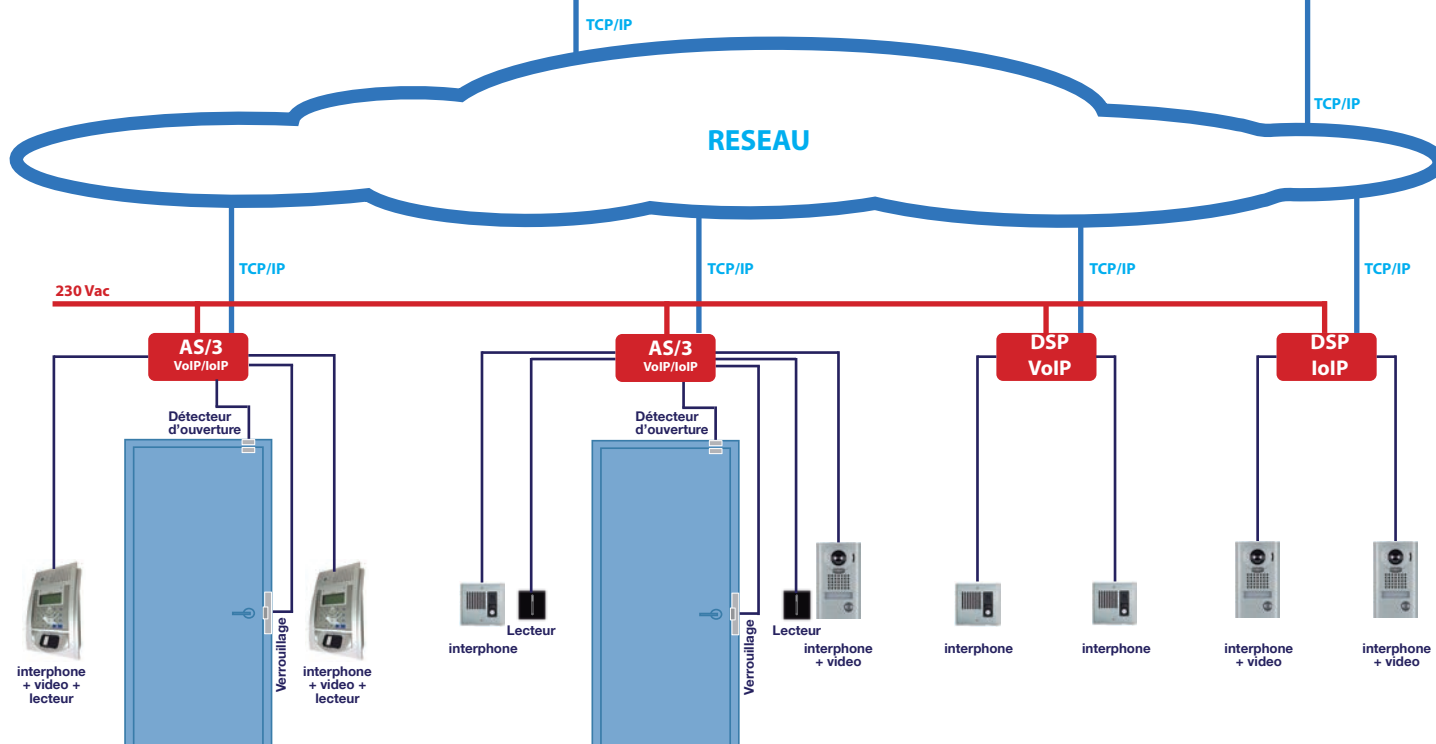 TCP/IP
TCP/IP
RESEAU
TCP/IP
TCP/IP
TCP/IP
TCP/IP
230 Vac
AS/3
VoIP/IoIP
AS/3
VoIP/IoIP
DSP
VoIP
DSP
IoIP
Détecteur
d'ouverture
Détecteur
d'ouverture
interphone
+ video +
lecteur
Verrouillage
interphone
+ video +
lecteur
interphone
Lecteur
Verrouillage
Lecteur
interphone
+ video
interphone
interphone
interphone
+ video
interphone
+ video